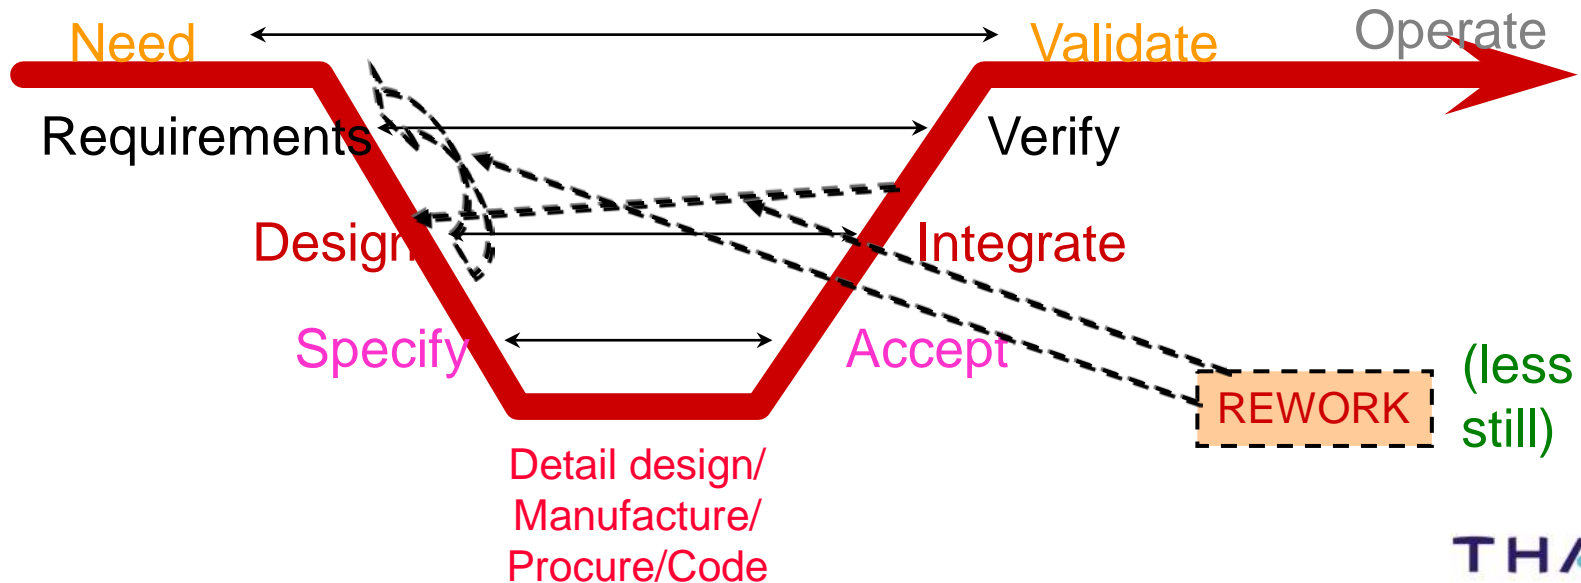 Need
Validate
Operate
Requirements
Verify
Design
Integrate
Specify
Accept
(less
still)
REWORK
Detail design/
Manufacture/
Procure/Code